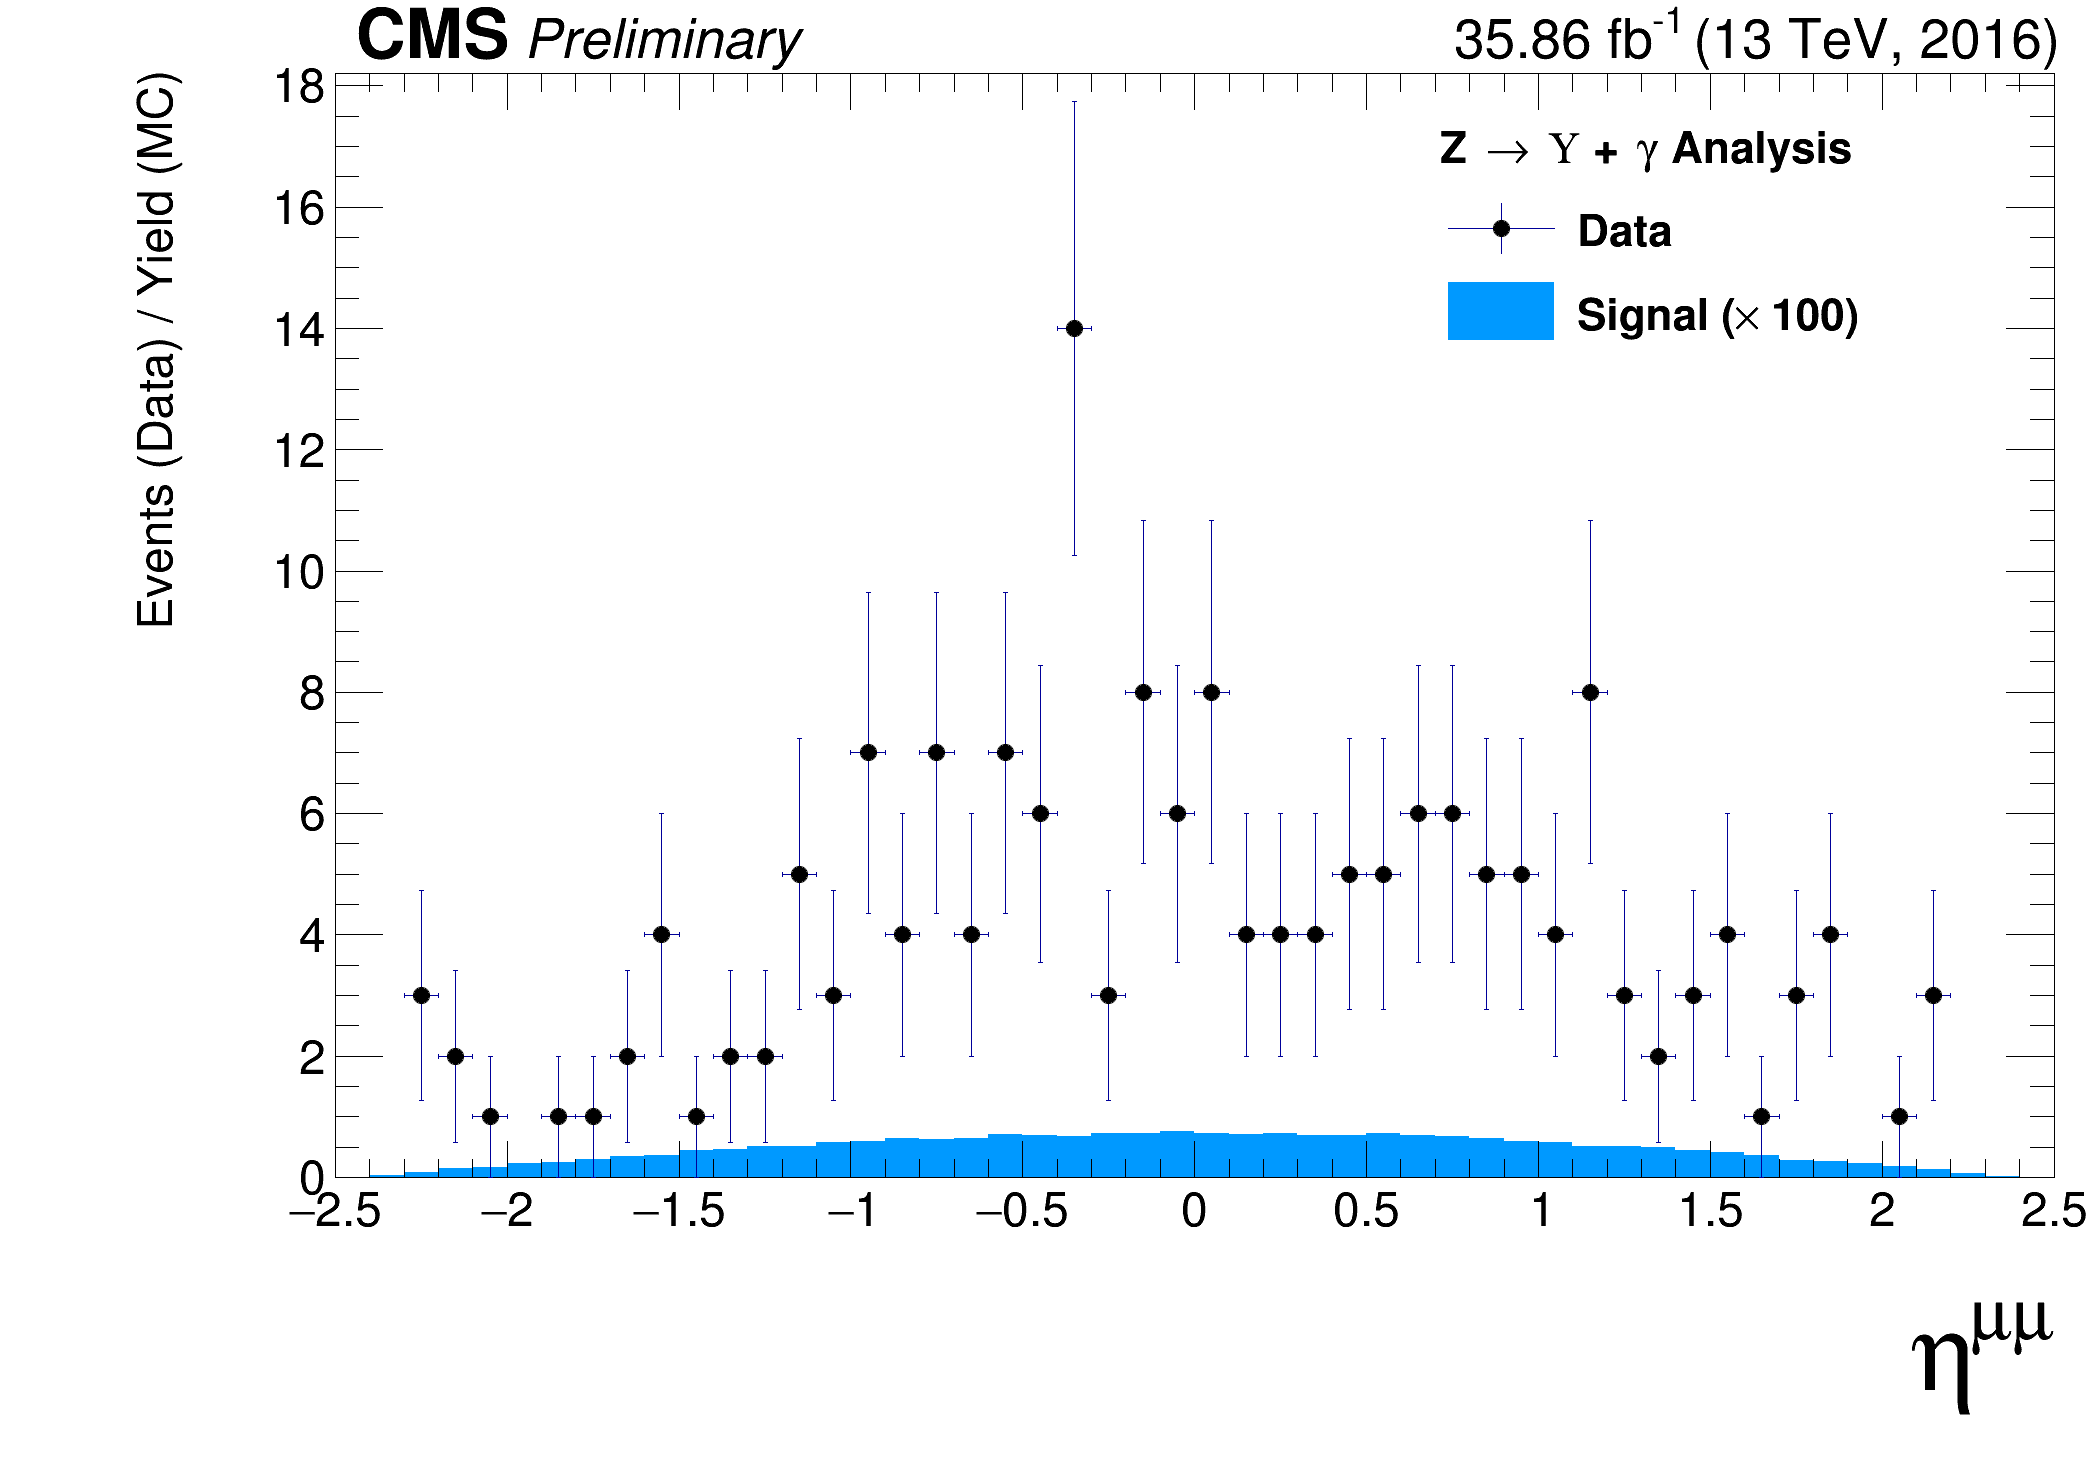 CMS Preliminary 35.86 fb⁻¹ (13 TeV, 2016)
Events (Data) / Yield (MC)
18
16
14
12
10
8
6
4
2
0
Z → Υ + γ Analysis
Data
Signal (× 100)
−2.5 −2 −1.5 −1 −0.5 0 0.5 1 1.5 2 2.5
η^μμ